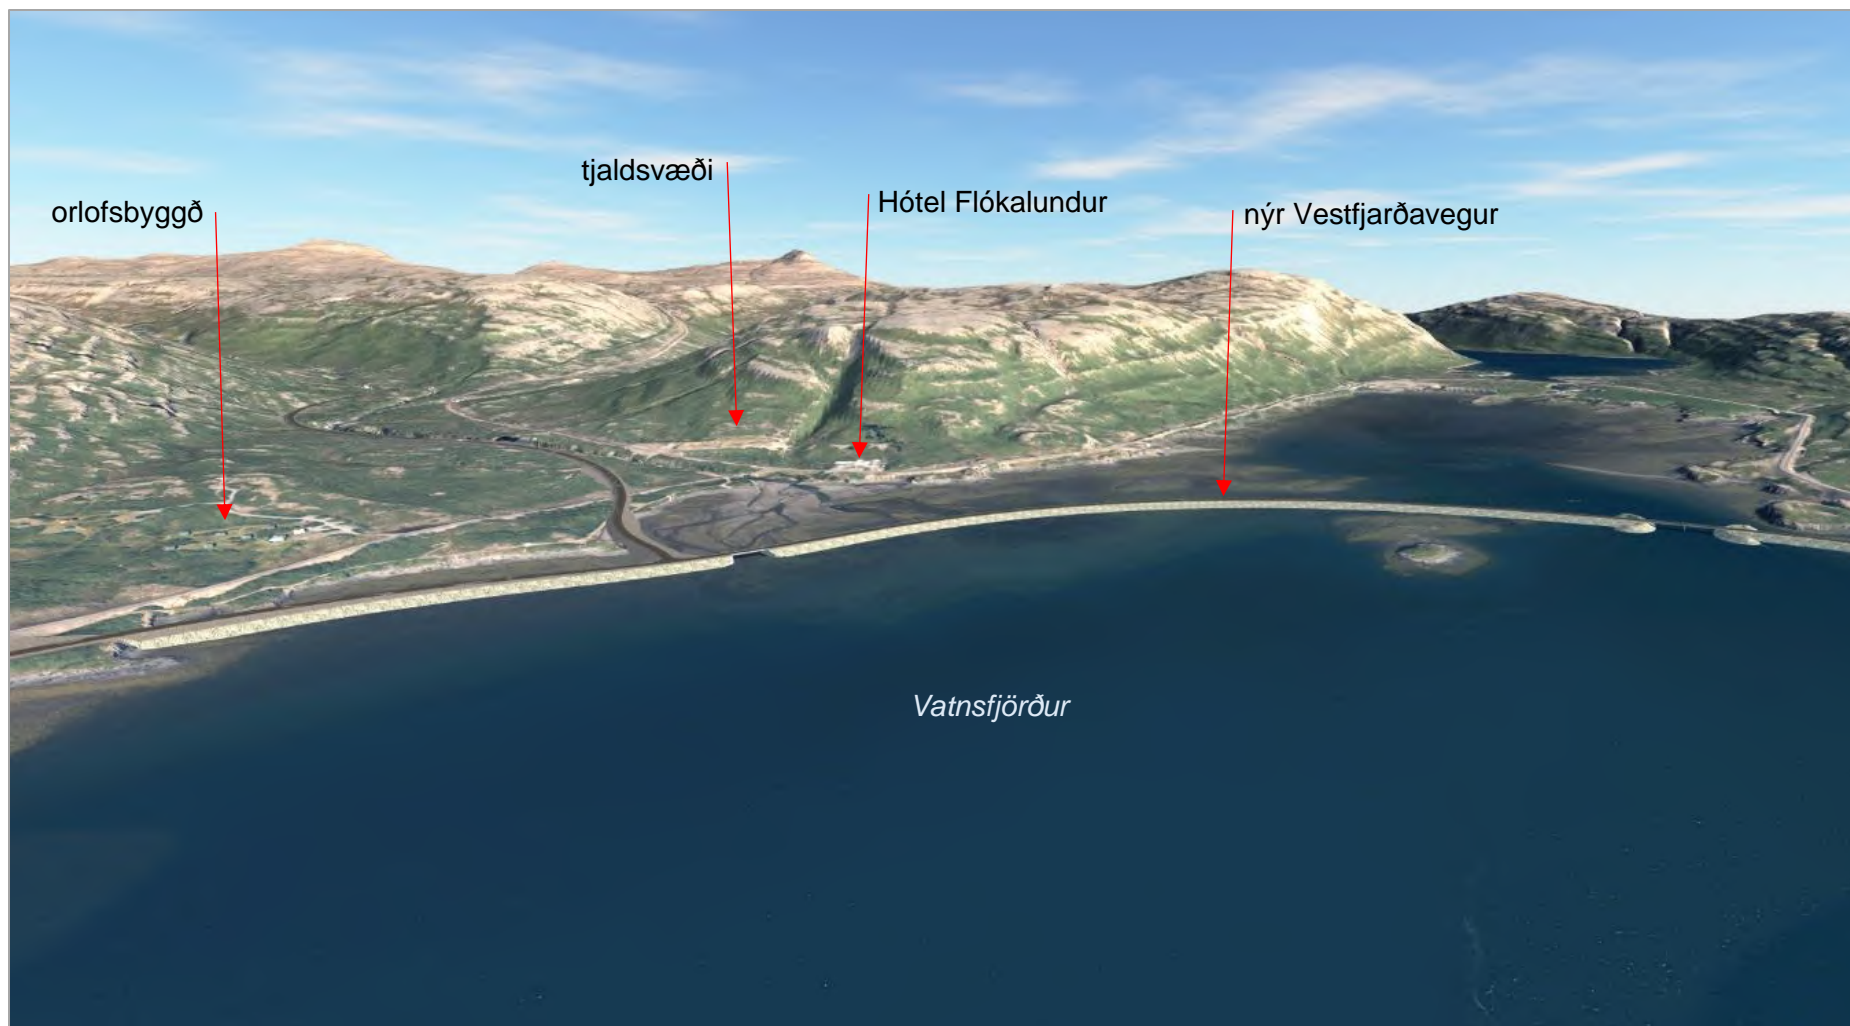 tjaldsvæði
orlofsbyggð
Hótel Flókalundur
nýr Vestfjarðavegur
Vatnsfjörður